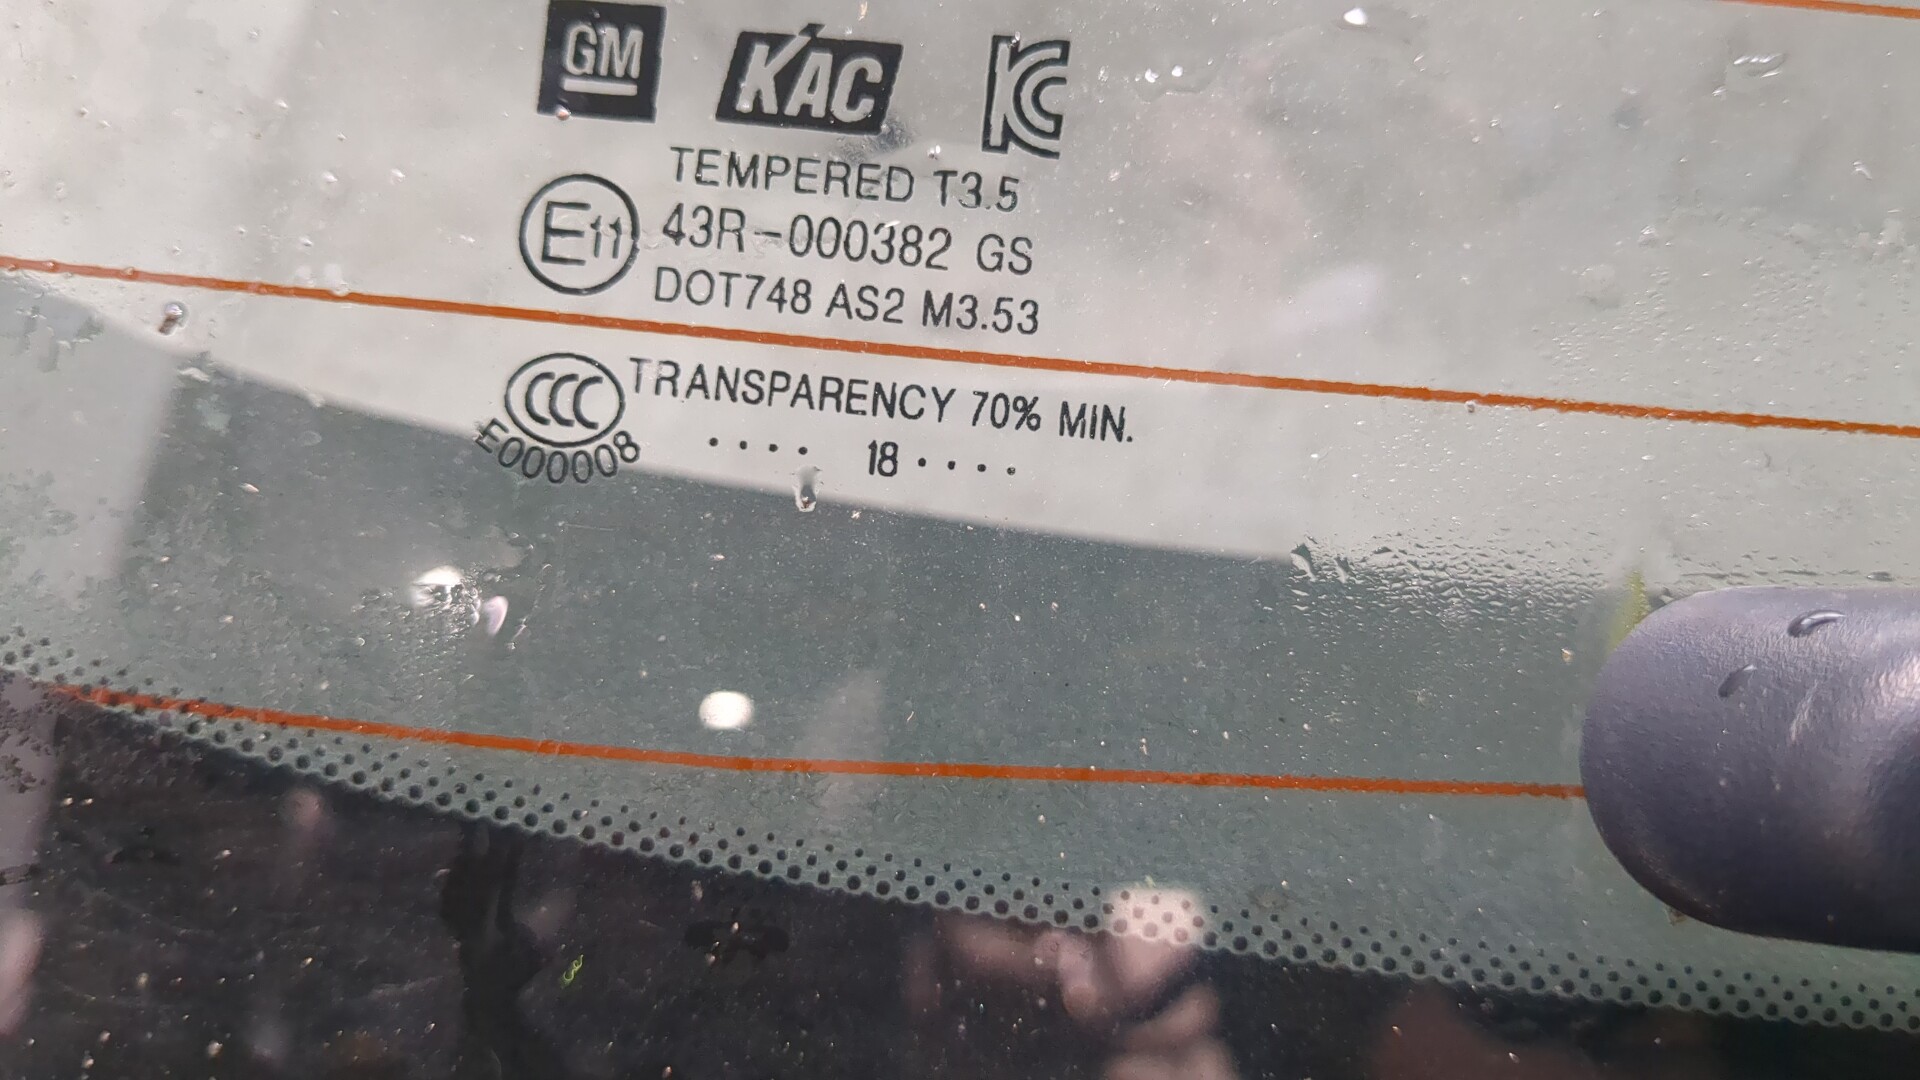 GM KAC KC
TEMPERED T3.5
E11 43R-000382 GS
DOT748 AS2 M3.53
CCC TRANSPARENCY 70% MIN.
E000008 .... 18 ....